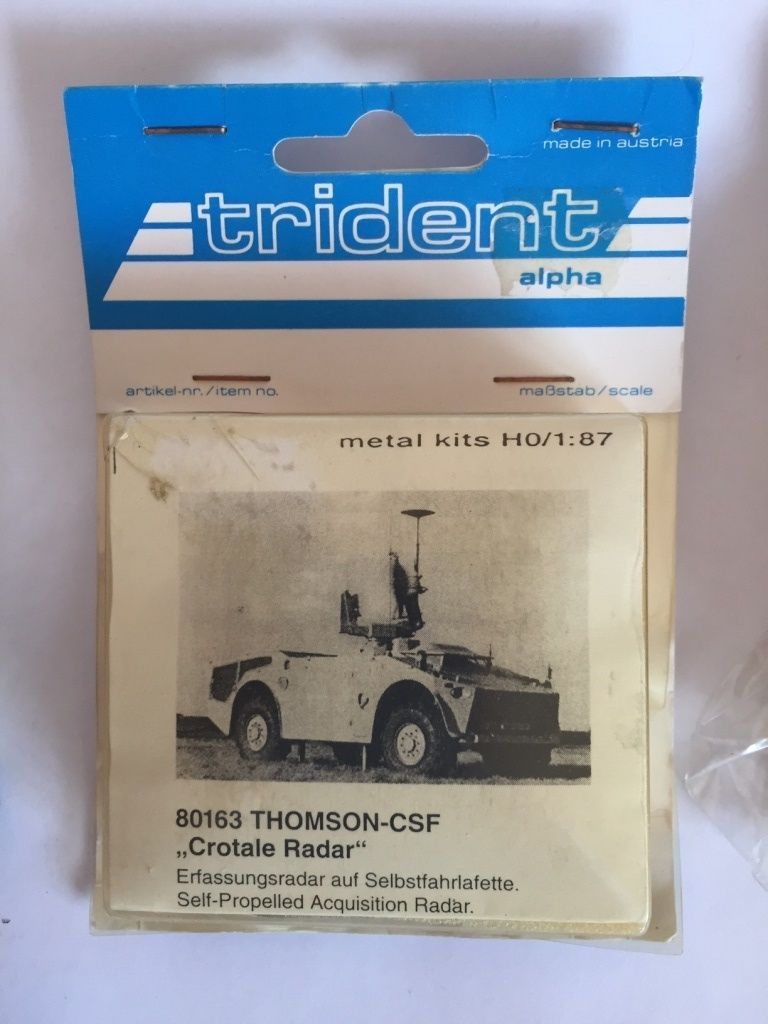 made in austria
trident
alpha
artikel-nr./item no.
maßstab/scale
metal kits H0/1:87
80163 THOMSON-CSF
„Crotale Radar“
Erfassungsradar auf Selbstfahrlafette.
Self-Propelled Acquisition Radar.